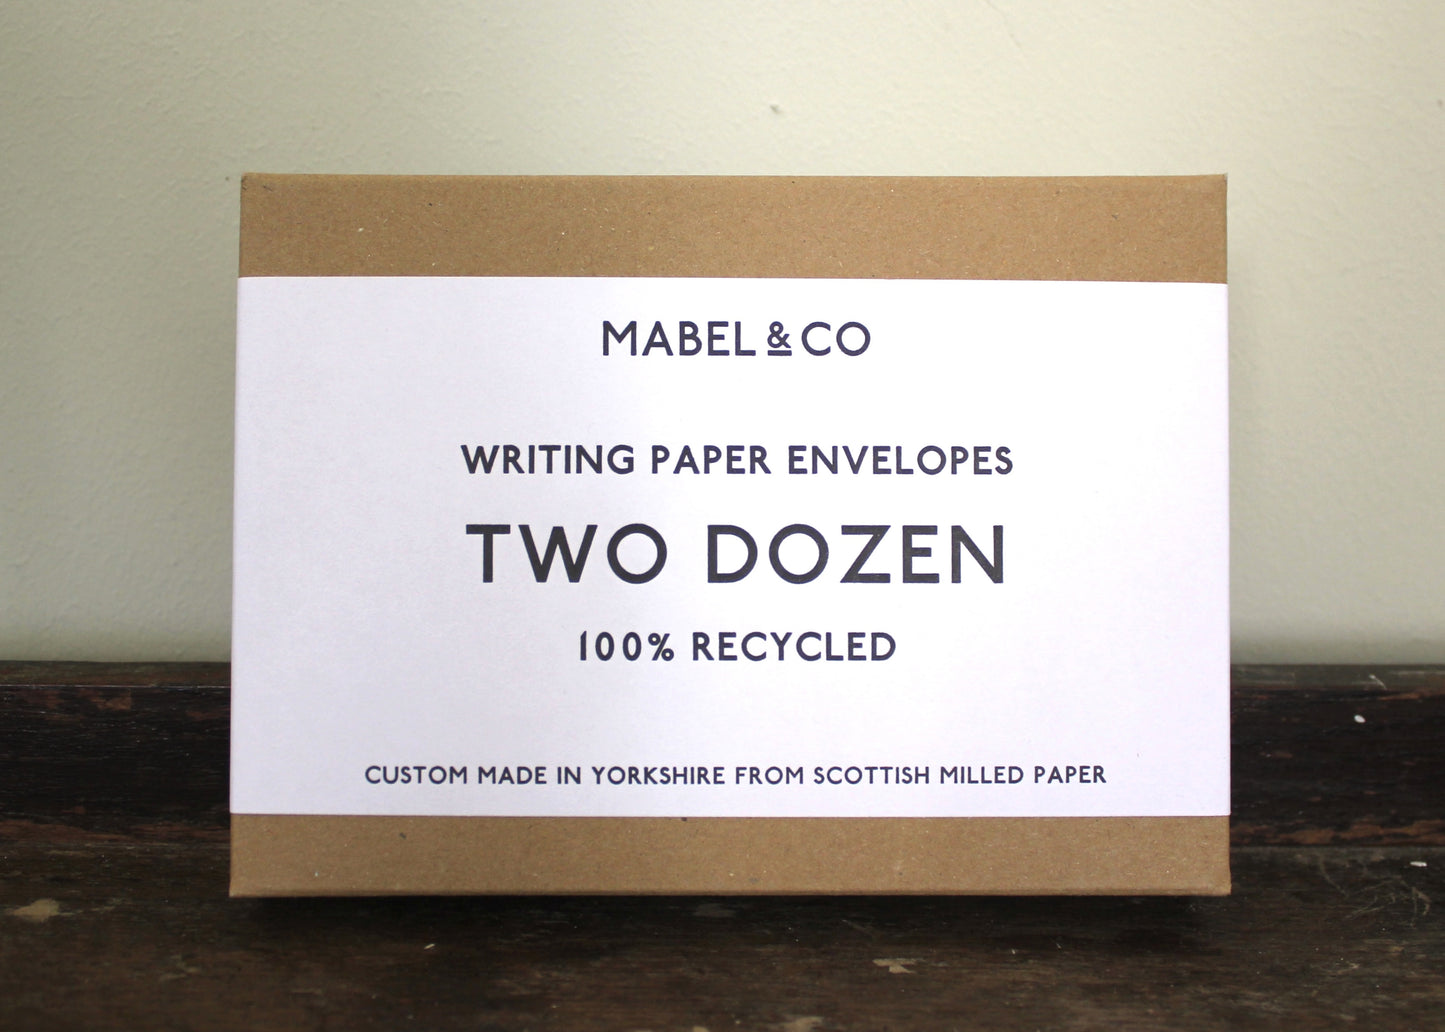 MABEL & CO
WRITING PAPER ENVELOPES
TWO DOZEN
100% RECYCLED
CUSTOM MADE IN YORKSHIRE FROM SCOTTISH MILLED PAPER